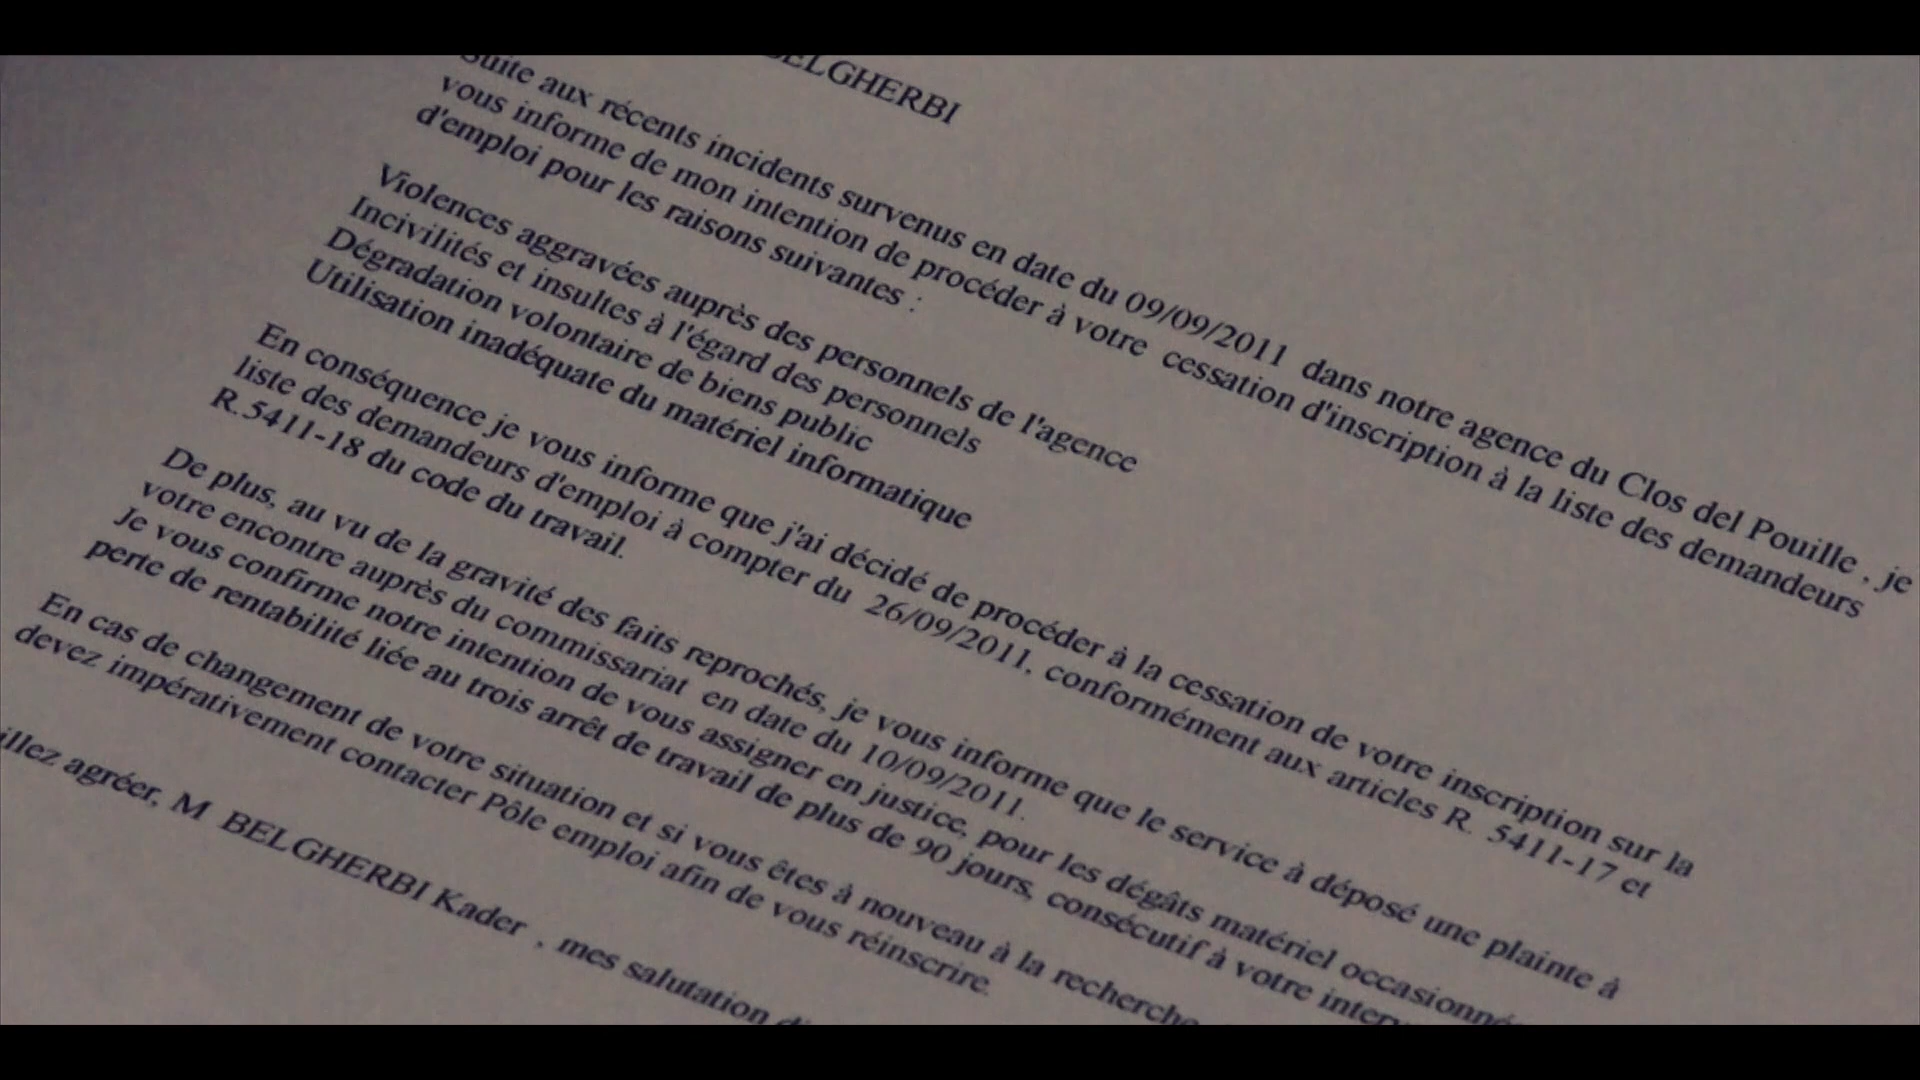 BELGHERBI
Suite aux récents incidents survenus en date du 09/09/2011 dans notre agence du Clos del Pouille , je
vous informe de mon intention de procéder à votre cessation d'inscription à la liste des demandeurs
d'emploi pour les raisons suivantes :
Violences aggravées auprès des personnels de l'agence
Incivilités et insultes à l'égard des personnels
Dégradation volontaire de biens public
Utilisation inadéquate du matériel informatique
En conséquence je vous informe que j'ai décidé de procéder à la cessation de votre inscription sur la
liste des demandeurs d'emploi à compter du 26/09/2011, conformément aux articles R. 5411-17 et
R.5411-18 du code du travail.
De plus, au vu de la gravité des faits reprochés, je vous informe que le service à déposé une plainte à
votre encontre auprès du commissariat en date du 10/09/2011.
Je vous confirme notre intention de vous assigner en justice, pour les dégâts matériel occasionné
perte de rentabilité liée au trois arrêt de travail de plus de 90 jours, consécutif à votre inter
En cas de changement de votre situation et si vous êtes à nouveau à la recherche
devez impérativement contacter Pôle emploi afin de vous réinscrire.
illez agréer, M BELGHERBI Kader , mes salutation